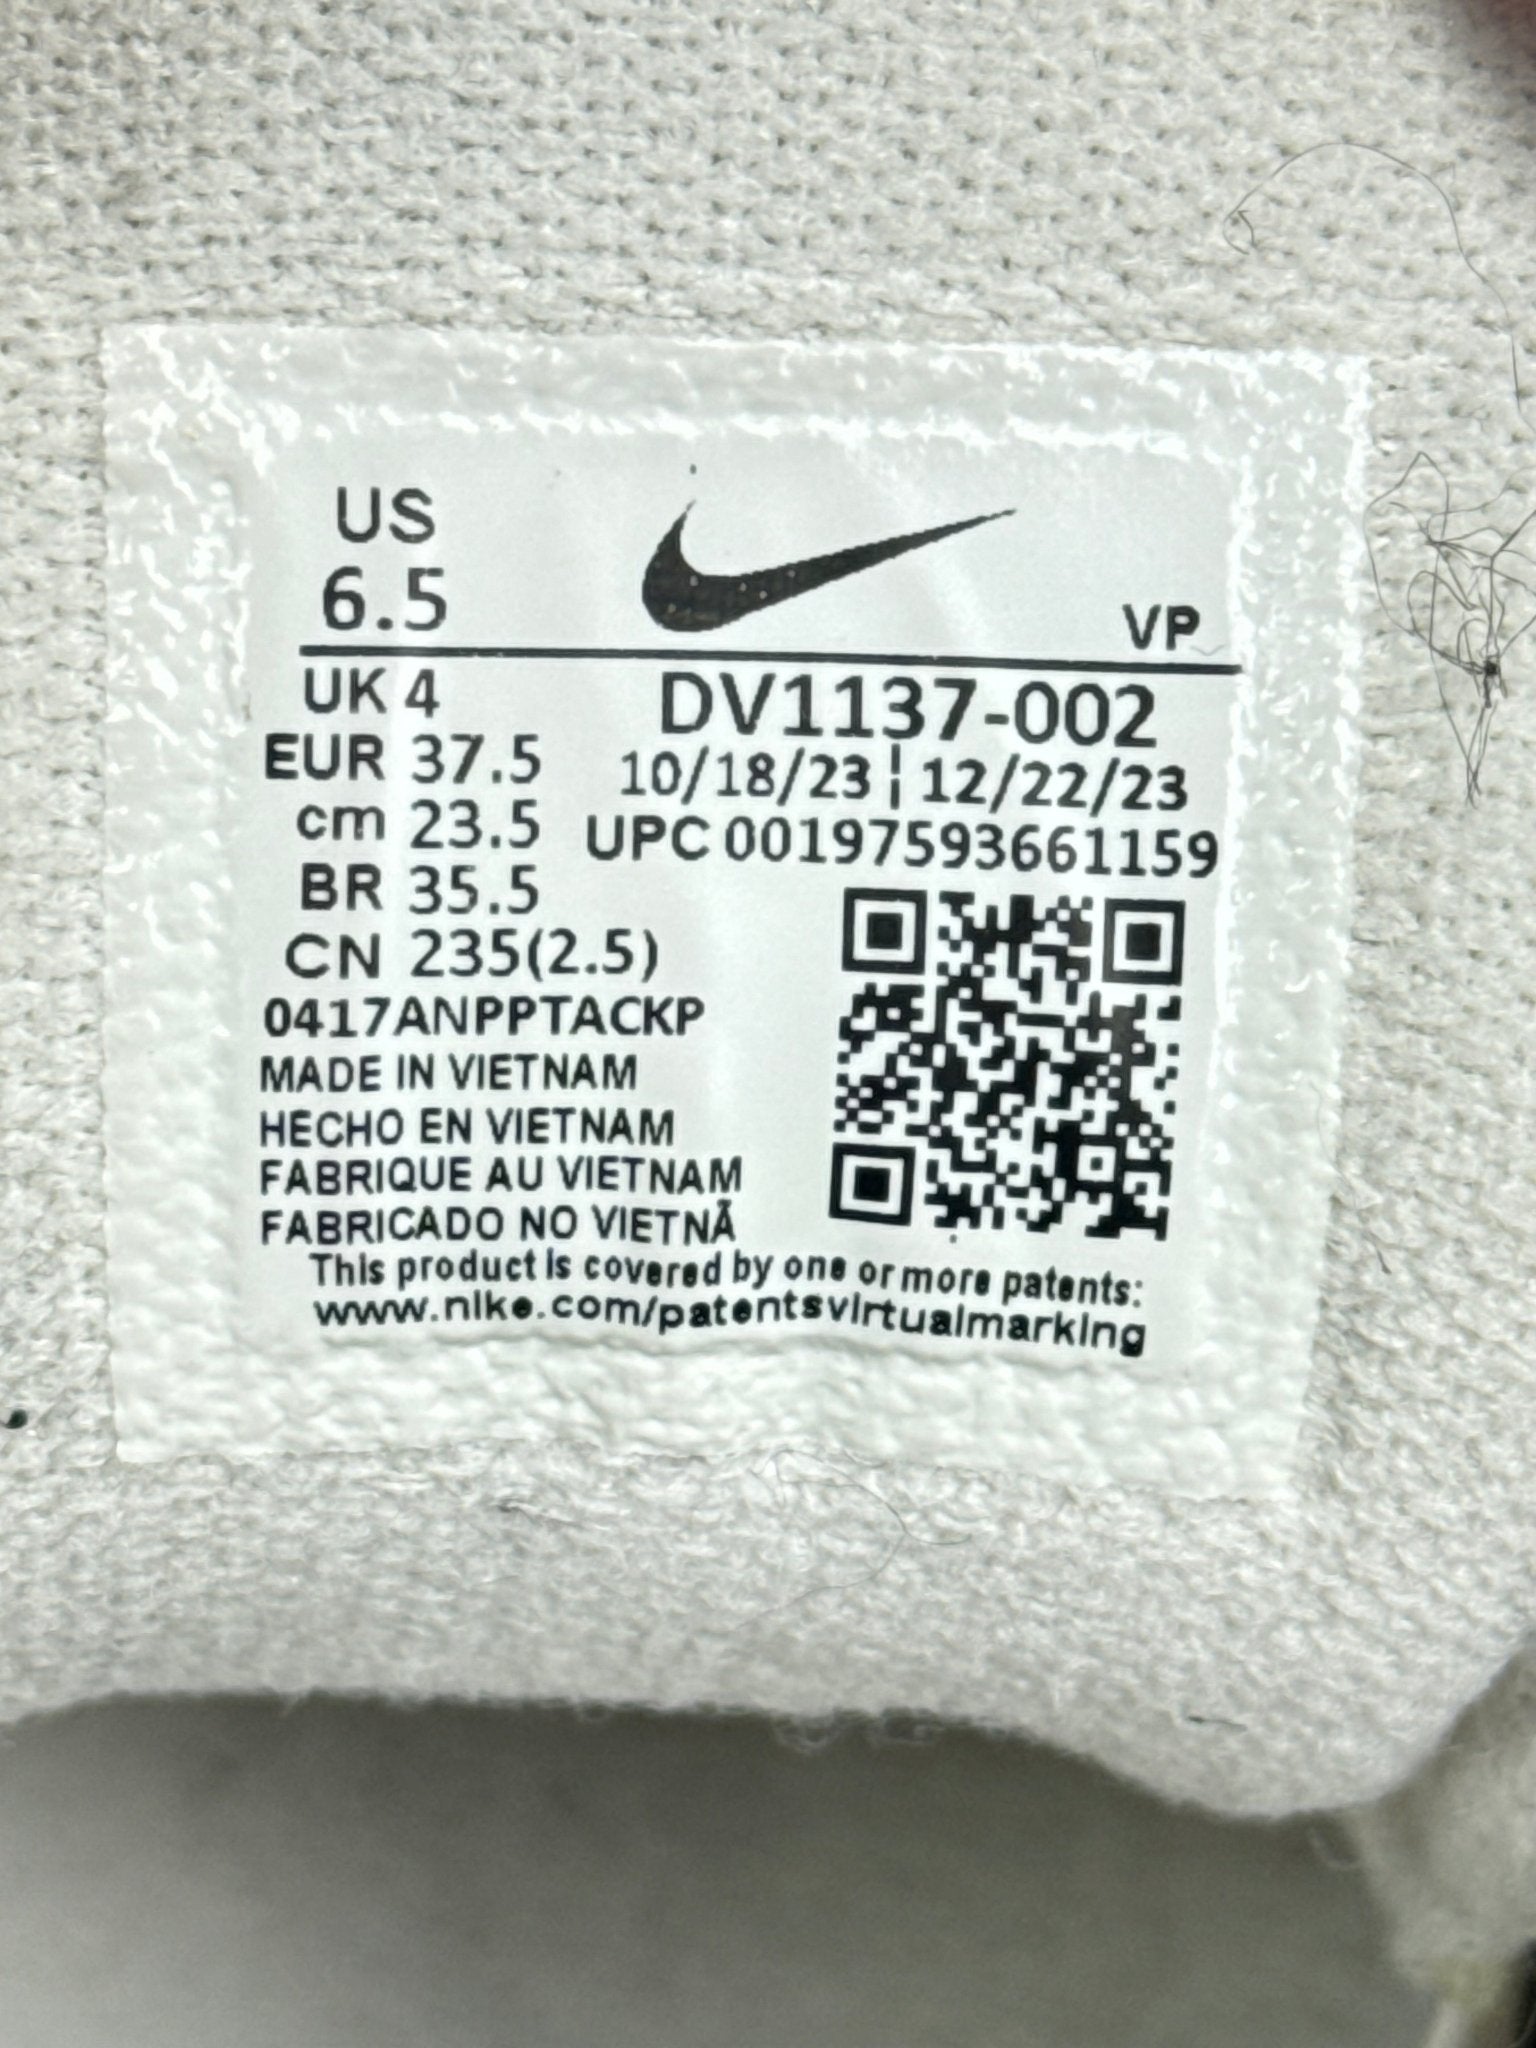 US
6.5
VP
UK 4
EUR 37.5
cm 23.5
BR 35.5
CN 235(2.5)
DV1137-002
10/18/23 ¦ 12/22/23
UPC 00197593661159
0417ANPPTACKP
MADE IN VIETNAM
HECHO EN VIETNAM
FABRIQUE AU VIETNAM
FABRICADO NO VIETNÃ
This product is covered by one or more patents:
www.nike.com/patentsvirtualmarking